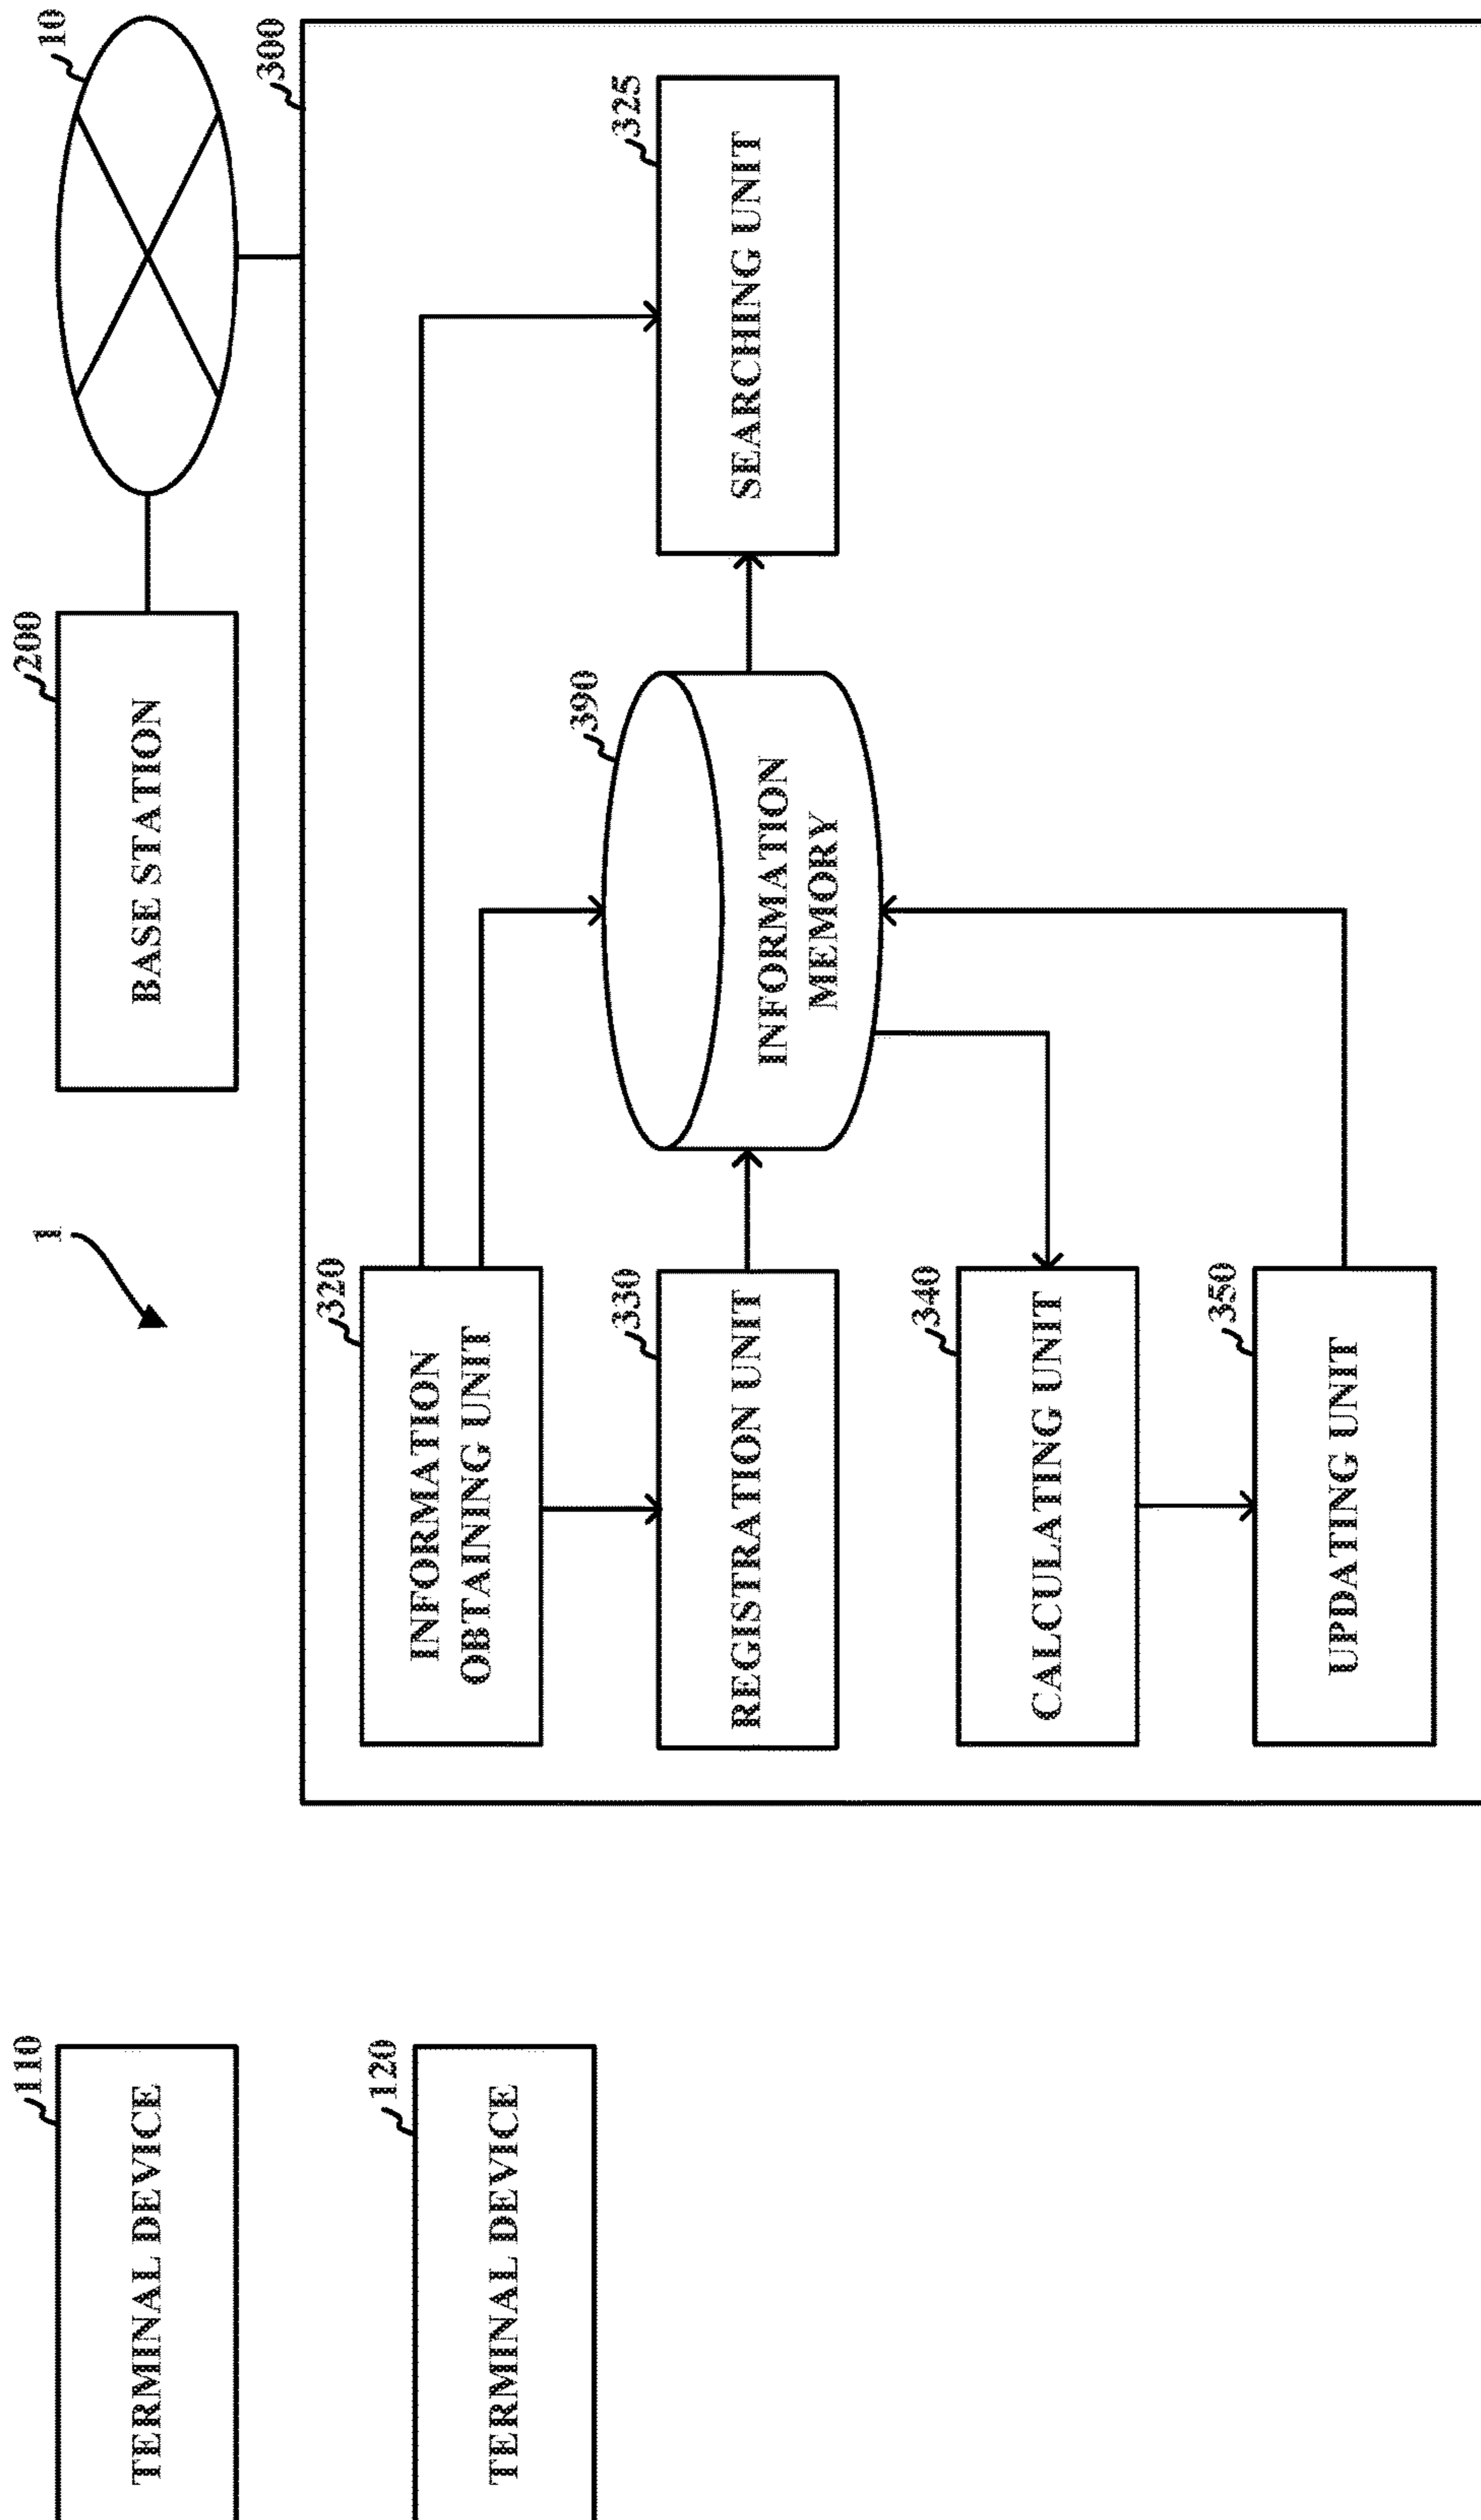 1
110
TERMINAL DEVICE
200
BASE STATION
10
120
TERMINAL DEVICE
300
320
INFORMATION
OBTAINING UNIT
330
REGISTRATION UNIT
390
INFORMATION
MEMORY
325
SEARCHING UNIT
340
CALCULATING UNIT
350
UPDATING UNIT